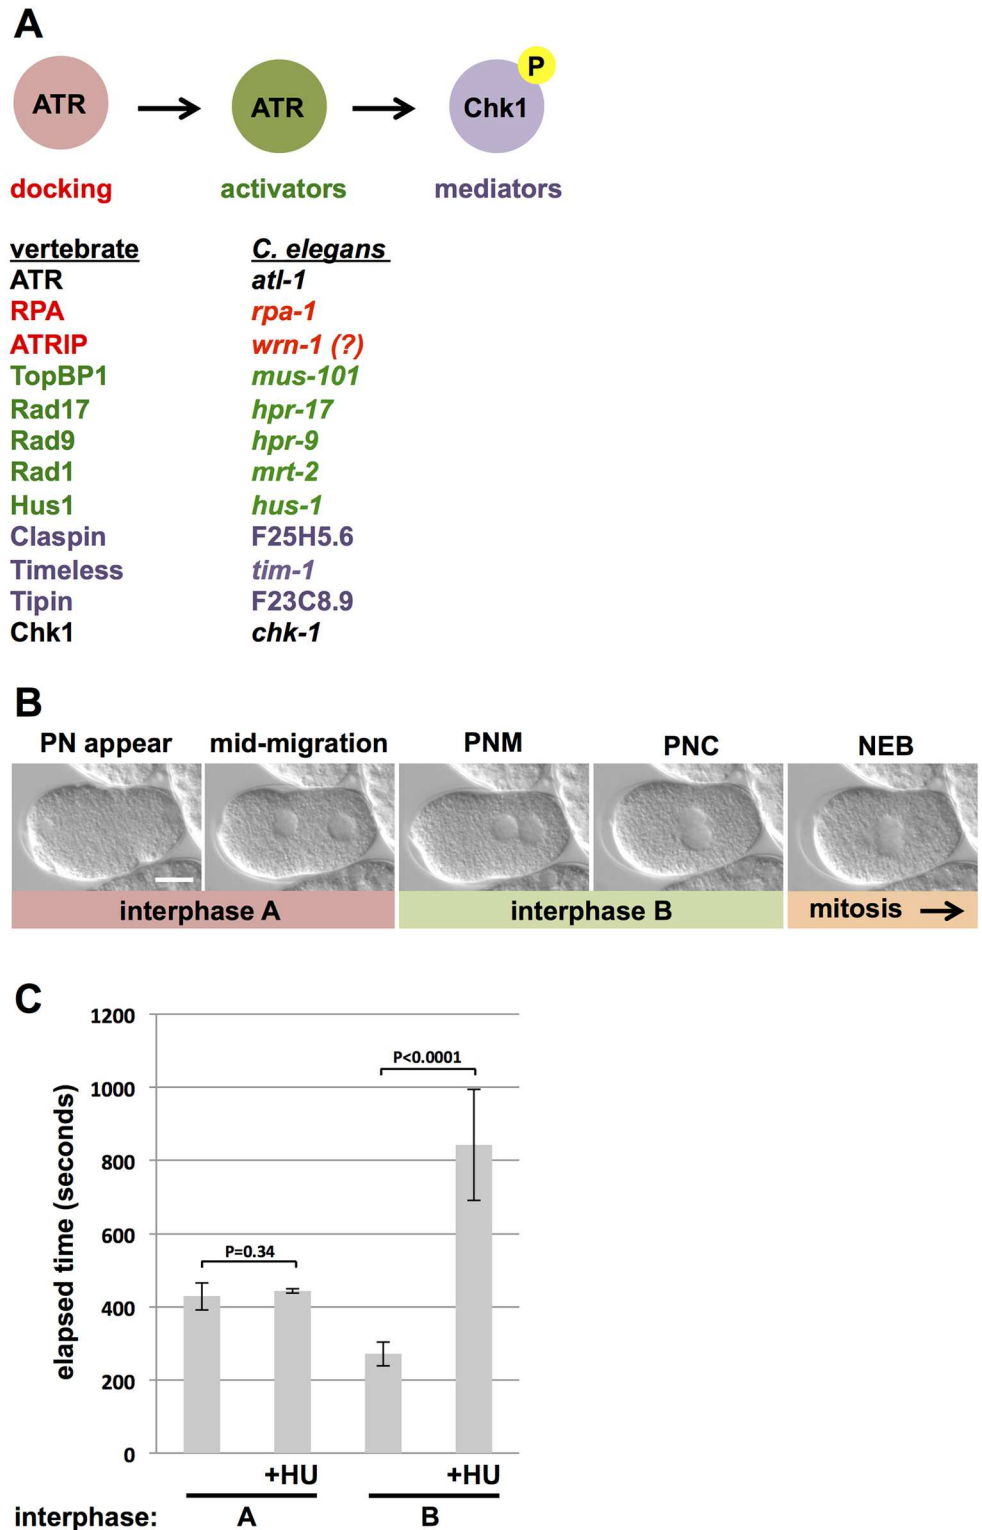 A
ATR ATR Chk1 P
docking activators mediators
vertebrate C. elegans
ATR atl-1
RPA rpa-1
ATRIP wrn-1 (?)
TopBP1 mus-101
Rad17 hpr-17
Rad9 hpr-9
Rad1 mrt-2
Hus1 hus-1
Claspin F25H5.6
Timeless tim-1
Tipin F23C8.9
Chk1 chk-1
B
PN appear mid-migration PNM PNC NEB
interphase A interphase B mitosis
C
elapsed time (seconds)
1200
1000
800
600
400
200
0
P<0.0001
P=0.34
+HU +HU
interphase: A B